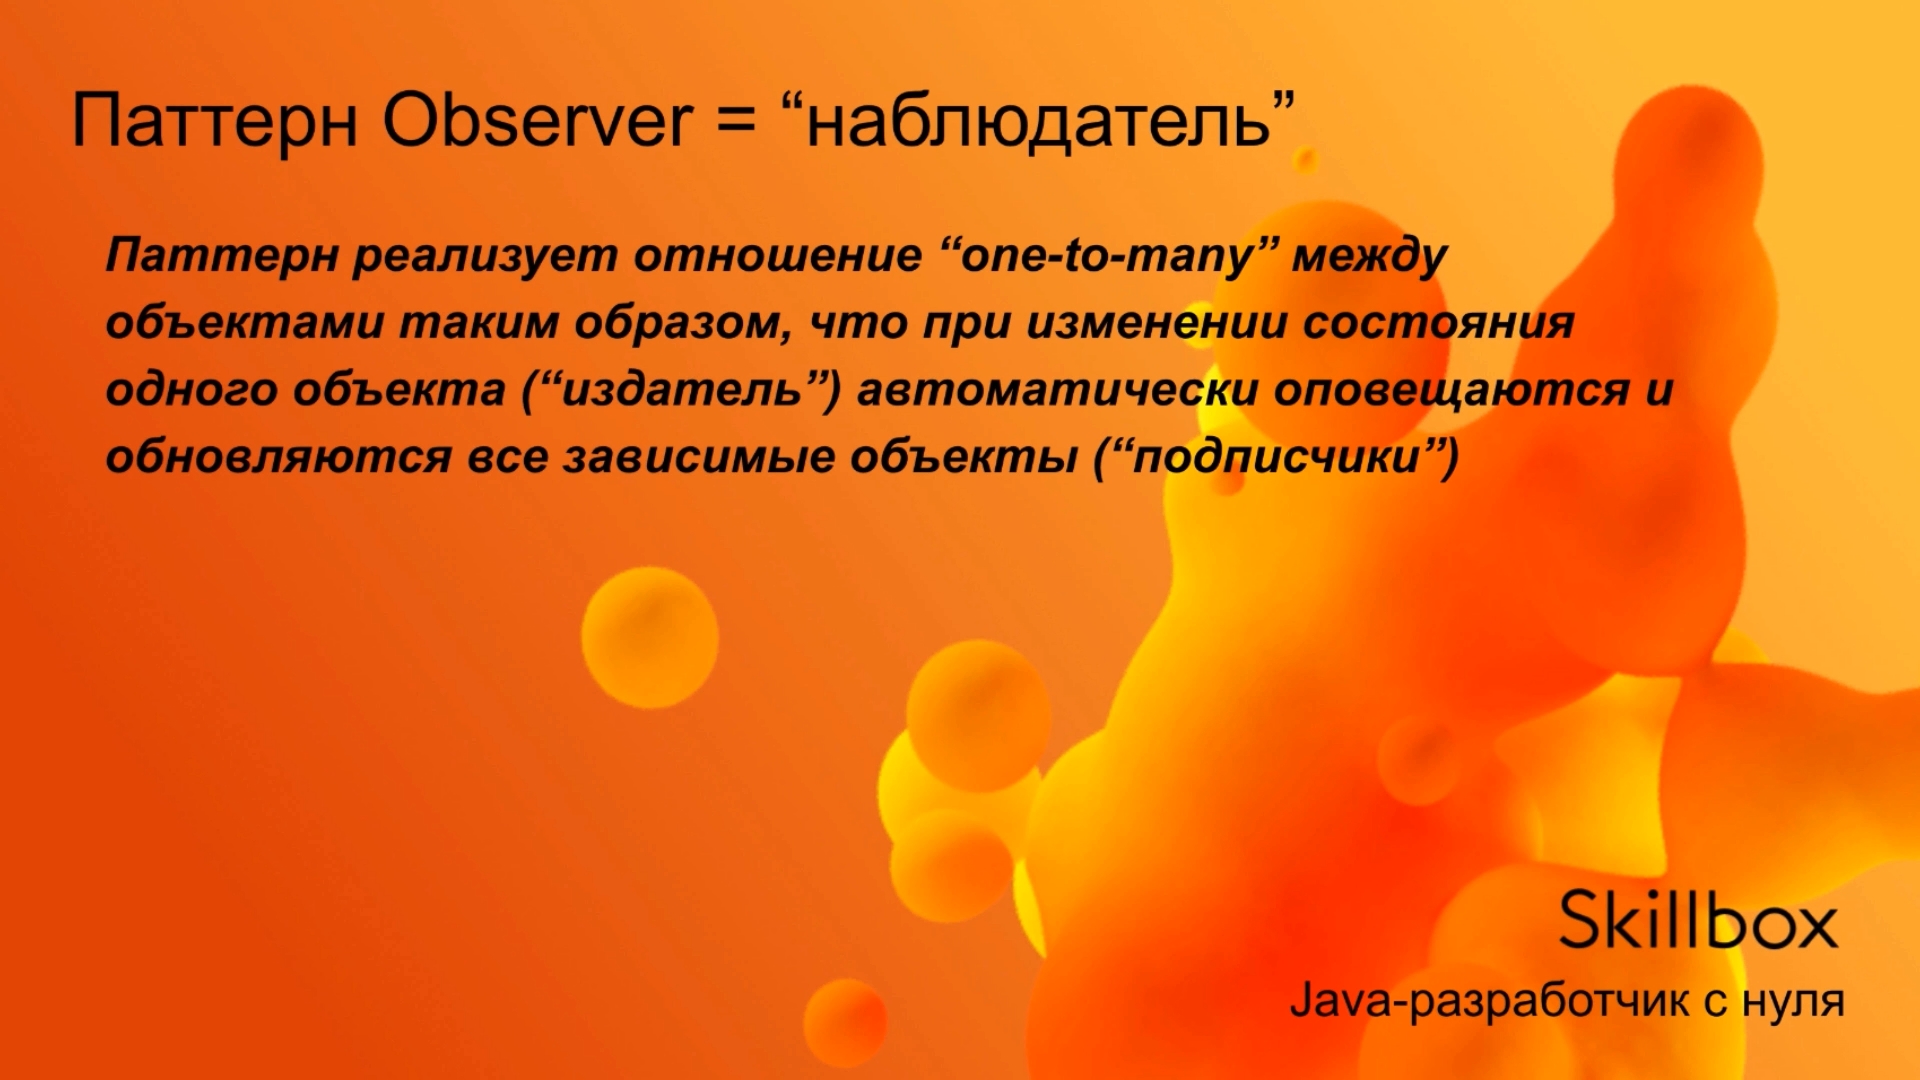 Паттерн Observer = “наблюдатель”
Паттерн реализует отношение “one-to-many” между
объектами таким образом, что при изменении состояния
одного объекта (“издатель”) автоматически оповещаются и
обновляются все зависимые объекты (“подписчики”)
Skillbox
Java-разработчик с нуля